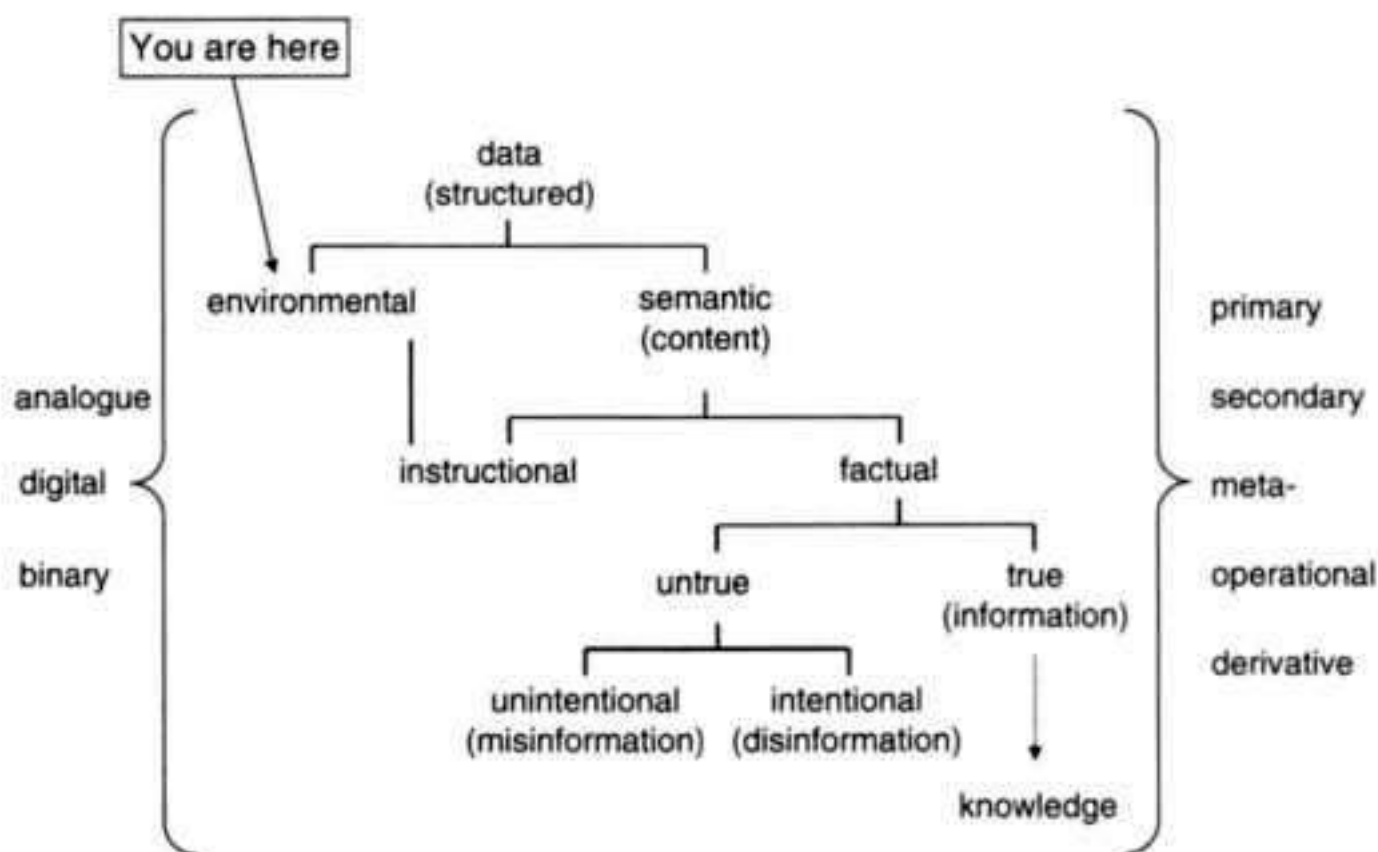 You are here
data
(structured)
environmental
semantic
(content)
analogue
digital
binary
instructional
factual
untrue
true
(information)
unintentional
(misinformation)
intentional
(disinformation)
knowledge
primary
secondary
meta-
operational
derivative